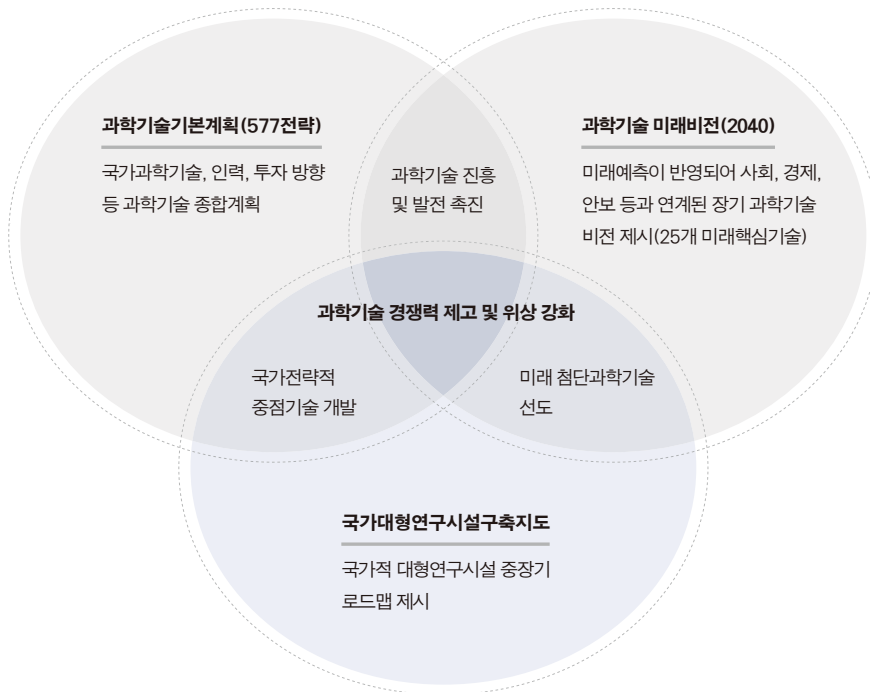 과학기술기본계획(577전략)
국가과학기술, 인력, 투자 방향
등 과학기술 종합계획
과학기술 진흥
및 발전 촉진
과학기술 미래비전(2040)
미래예측이 반영되어 사회, 경제,
안보 등과 연계된 장기 과학기술
비전 제시(25개 미래핵심기술)
과학기술 경쟁력 제고 및 위상 강화
국가전략적
중점기술 개발
미래 첨단과학기술
선도
국가대형연구시설구축지도
국가적 대형연구시설 중장기
로드맵 제시